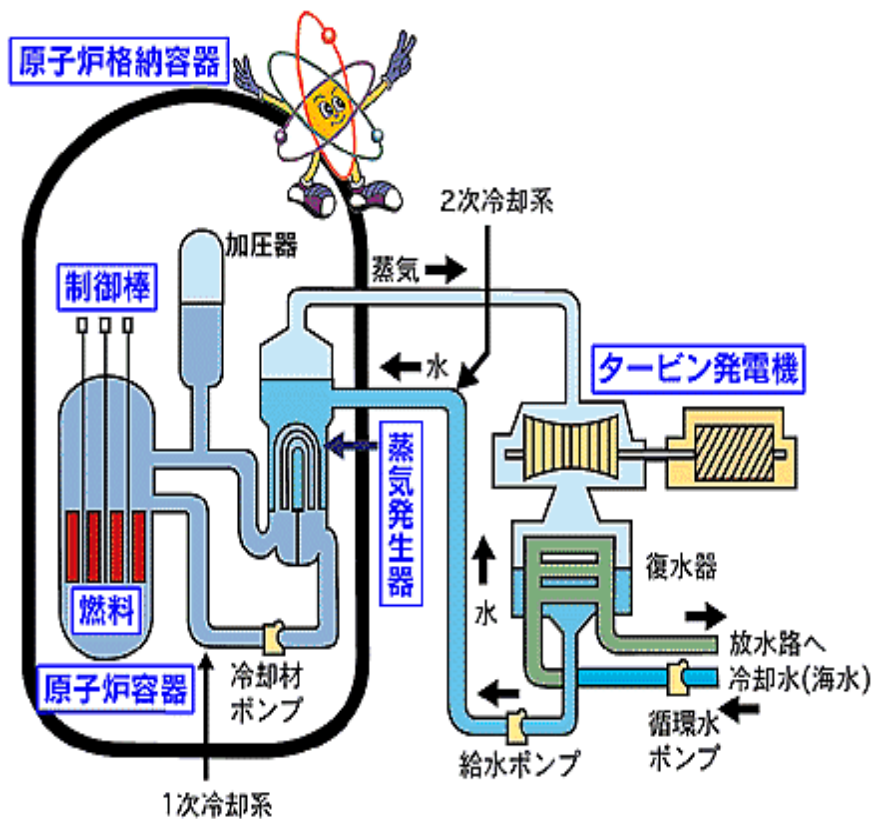 原子炉格納容器
2次冷却系
加圧器
蒸気
制御棒
水
タービン発電機
蒸気発生器
復水器
水
燃料
放水路へ
原子炉容器
冷却材
ポンプ
冷却水(海水)
循環水
ポンプ
給水ポンプ
1次冷却系